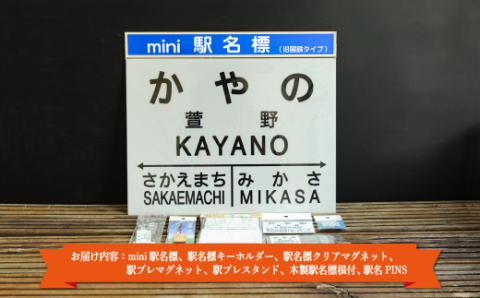 mini 駅名標 (旧国鉄タイプ)
かやの
萱野
KAYANO
さかえまち みかさ
SAKAEMACHI MIKASA
お届け内容：mini駅名標、駅名標キーホルダー、駅名標クリアマグネット、
駅プレマグネット、駅プレスタンド、木製駅名標根付、駅名PINS